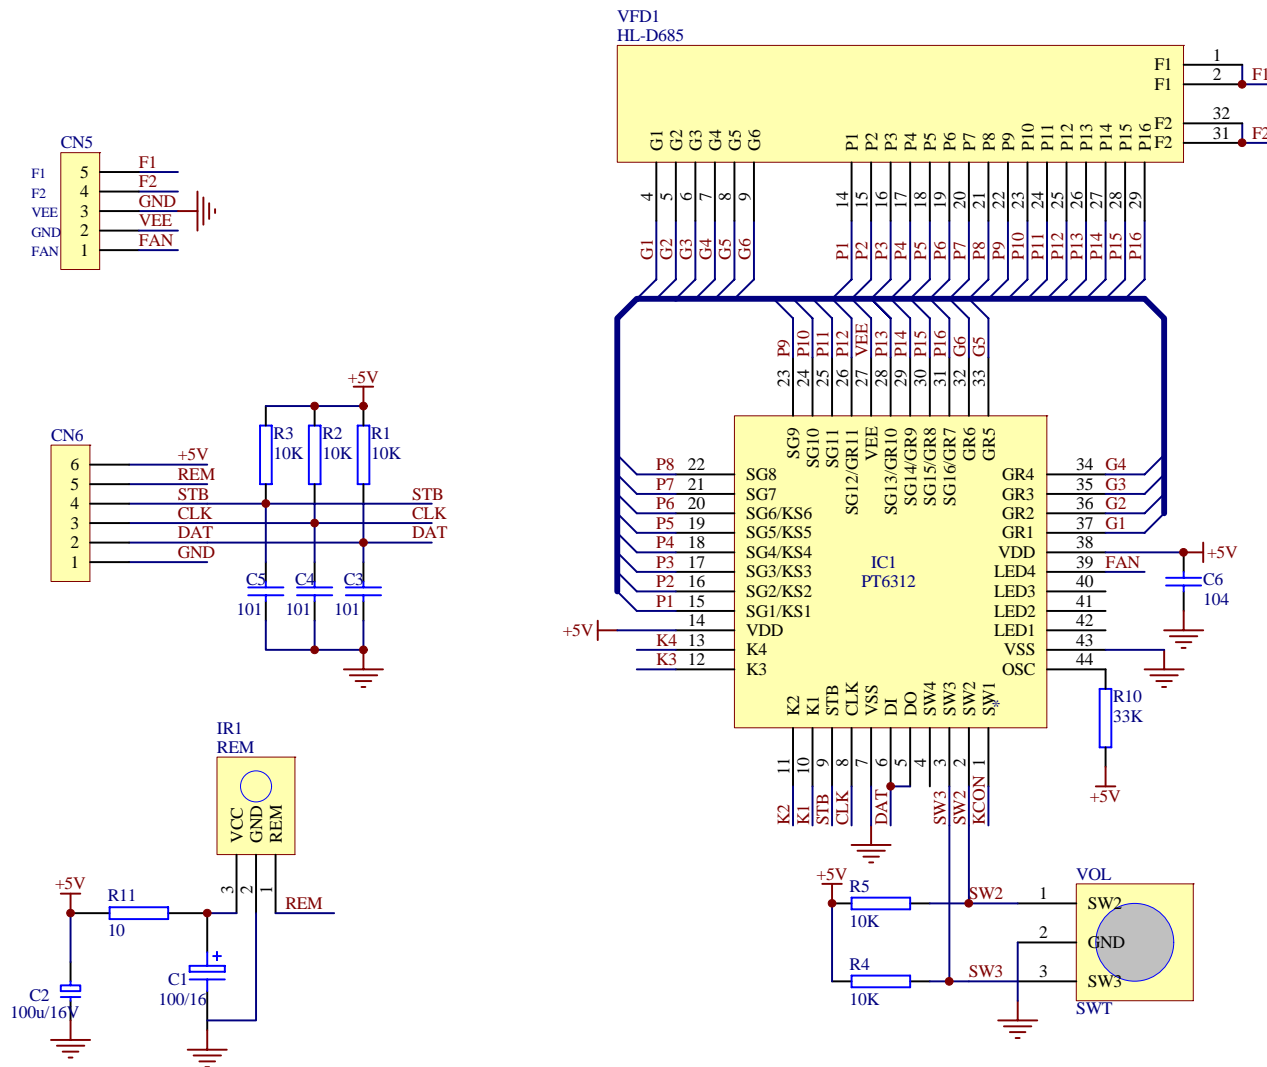 VFD1
HL-D685
F1 1
F1 2 F1
F2 32
F2 31 F2
G1 G2 G3 G4 G5 G6 P1 P2 P3 P4 P5 P6 P7 P8 P9 P10 P11 P12 P13 P14 P15 P16
4 5 6 7 8 9 14 15 16 17 18 19 20 21 22 23 24 25 26 27 28 29
G1 G2 G3 G4 G5 G6 P1 P2 P3 P4 P5 P6 P7 P8 P9 P10 P11 P12 P13 P14 P15 P16
CN5
F1 5 F1
F2 4 F2
VEE 3 GND
GND 2 VEE
FAN 1 FAN
P9 P10 P11 P12 VEE P13 P14 P15 P16 G6 G5
23 24 25 26 27 28 29 30 31 32 33
SG9 SG10 SG11 SG12/GR11 VEE SG13/GR10 SG14/GR9 SG15/GR8 SG16/GR7 GR6 GR5
+5V
R3 R2 R1
10K 10K 10K
CN6
6 +5V
5 REM
4 STB STB
3 CLK CLK
2 DAT DAT
1 GND
C5 C4 C3
101 101 101
P8 22 SG8
P7 21 SG7
P6 20 SG6/KS6
P5 19 SG5/KS5
P4 18 SG4/KS4
P3 17 SG3/KS3
P2 16 SG2/KS2
P1 15 SG1/KS1
+5V 14 VDD
K4 13 K4
K3 12 K3
IC1
PT6312
GR4 34 G4
GR3 35 G3
GR2 36 G2
GR1 37 G1
VDD 38 +5V
LED4 39 FAN
LED3 40
LED2 41
LED1 42
VSS 43
OSC 44
C6
104
R10
33K
+5V
K2 K1 STB CLK VSS DI DO SW4 SW3 SW2 SW1 *
11 10 9 8 7 6 5 4 3 2 1
K2 K1 STB CLK DAT SW3 SW2 KCON
IR1
REM
VCC GND REM
3 2 1
REM
+5V
R11
10
C1
100/16
+
C2
100u/16V
+5V
R5
10K
SW2
R4
10K
SW3
VOL
1 SW2
2 GND
3 SW3
SWT